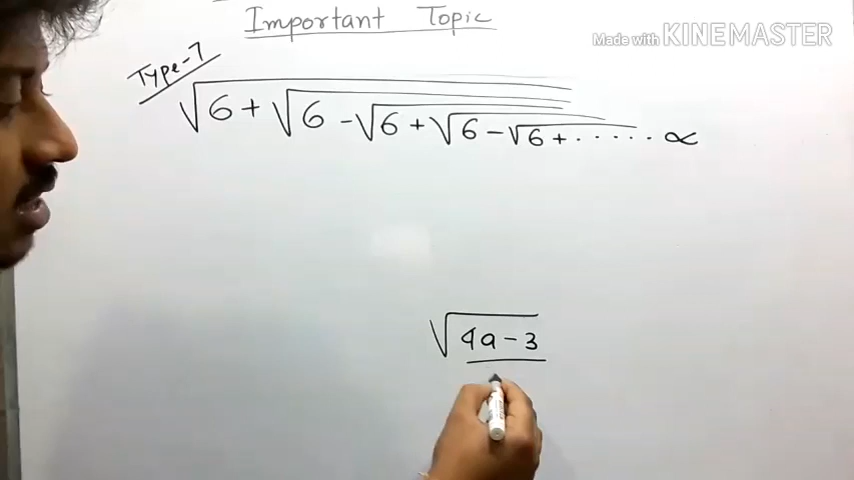 Important Topic
Made with KINEMASTER
Type-7
√6 + √6 - √6 + √6 - √6 + ...... ∝
√4a-3